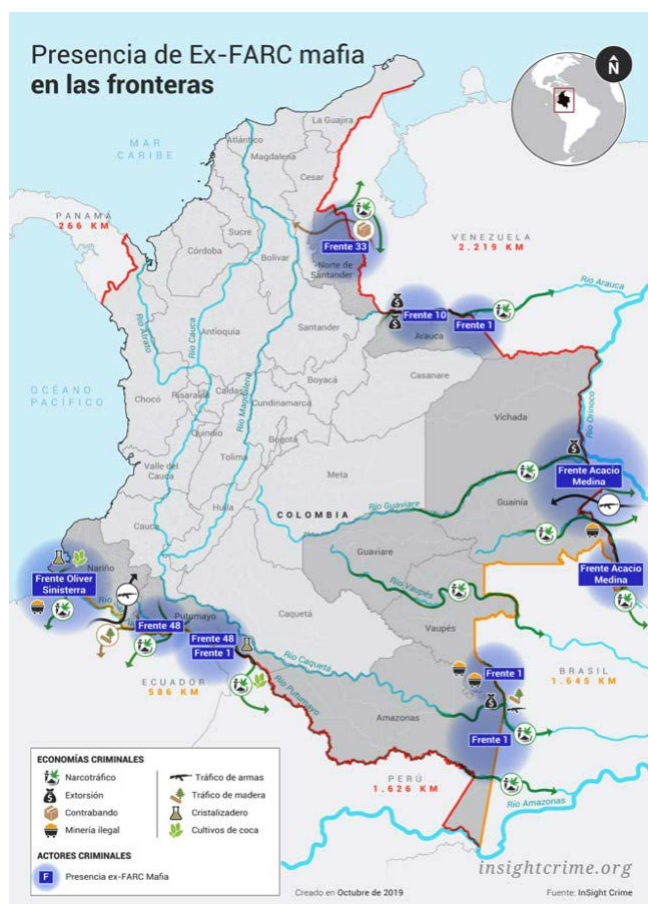 Presencia de Ex-FARC mafia
en las fronteras
N
MAR
CARIBE
La Guajira
Atlántico
Magdalena
Cesar
PANAMÁ
266 KM
VENEZUELA
2.219 KM
Sucre
Córdoba
Bolívar
Frente 33
Norte de
Santander
Río Arauca
Río Atrato
Río Cauca
Antioquia
Santander
Frente 10
Frente 1
Arauca
OCÉANO
PACÍFICO
Boyacá
Casanare
Chocó
Risaralda
Caldas
Cundinamarca
Río Magdalena
Vichada
Río Orinoco
Quindío
Bogotá
Tolima
Valle del
Cauca
Meta
Frente Acacio
Medina
Huila
COLOMBIA
Río Guaviare
Guainía
Cauca
Guaviare
Nariño
Frente Oliver
Sinisterra
Frente Acacio
Medina
Río Vaupés
Caquetá
Vaupés
Putumayo
Frente 48
Frente 48
Frente 1
ECUADOR
586 KM
Río Caquetá
Río Putumayo
Frente 1
BRASIL
1.645 KM
Amazonas
Frente 1
PERÚ
1.626 KM
Río Amazonas
ECONOMÍAS CRIMINALES
Narcotráfico
Tráfico de armas
Extorsión
Tráfico de madera
Contrabando
Cristalizadero
Minería ilegal
Cultivos de coca
ACTORES CRIMINALES
F
Presencia ex-FARC Mafia
insightcrime.org
Creado en Octubre de 2019
Fuente: InSight Crime